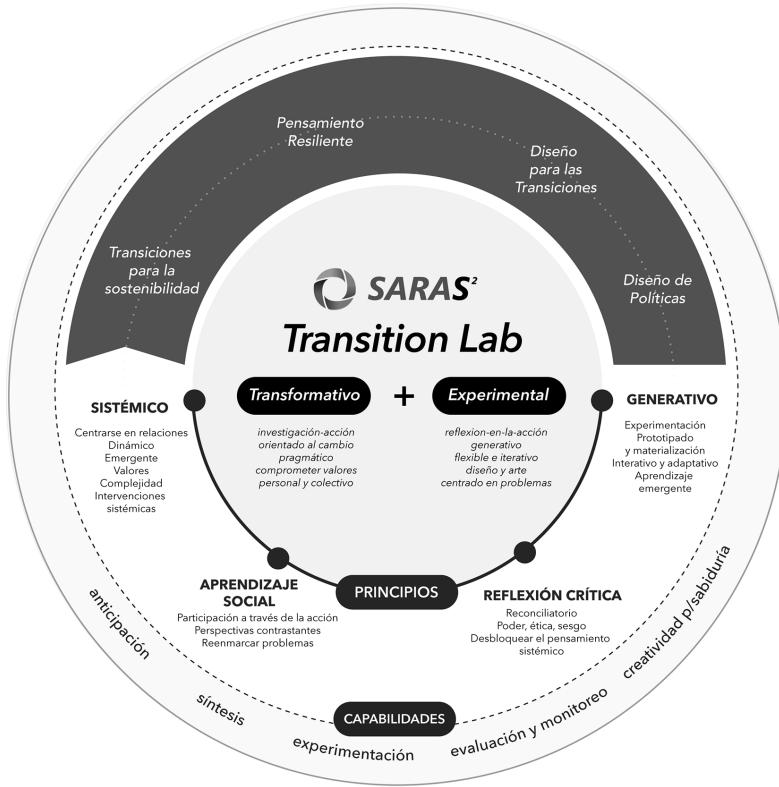 Pensamiento
Resiliente
Diseño
para las
Transiciones
Transiciones
para la
sostenibilidad
Diseño de
Políticas
SARAS²
Transition Lab
Transformativo
+
Experimental
investigación-acción
orientado al cambio
pragmático
comprometer valores
personal y colectivo
reflexion-en-la-acción
generativo
flexible e iterativo
diseño y arte
centrado en problemas
SISTÉMICO
Centrarse en relaciones
Dinámico
Emergente
Valores
Complejidad
Intervenciones
sistémicas
GENERATIVO
Experimentación
Prototipado
y materialización
Interativo y adaptativo
Aprendizaje
emergente
APRENDIZAJE
SOCIAL
Participación a través de la acción
Perspectivas contrastantes
Reenmarcar problemas
PRINCIPIOS
REFLEXIÓN CRÍTICA
Reconciliatorio
Poder, ética, sesgo
Desbloquear el pensamiento
sistémico
anticipación
síntesis
CAPABILIDADES
experimentación
evaluación y monitoreo
creatividad p/sabiduría